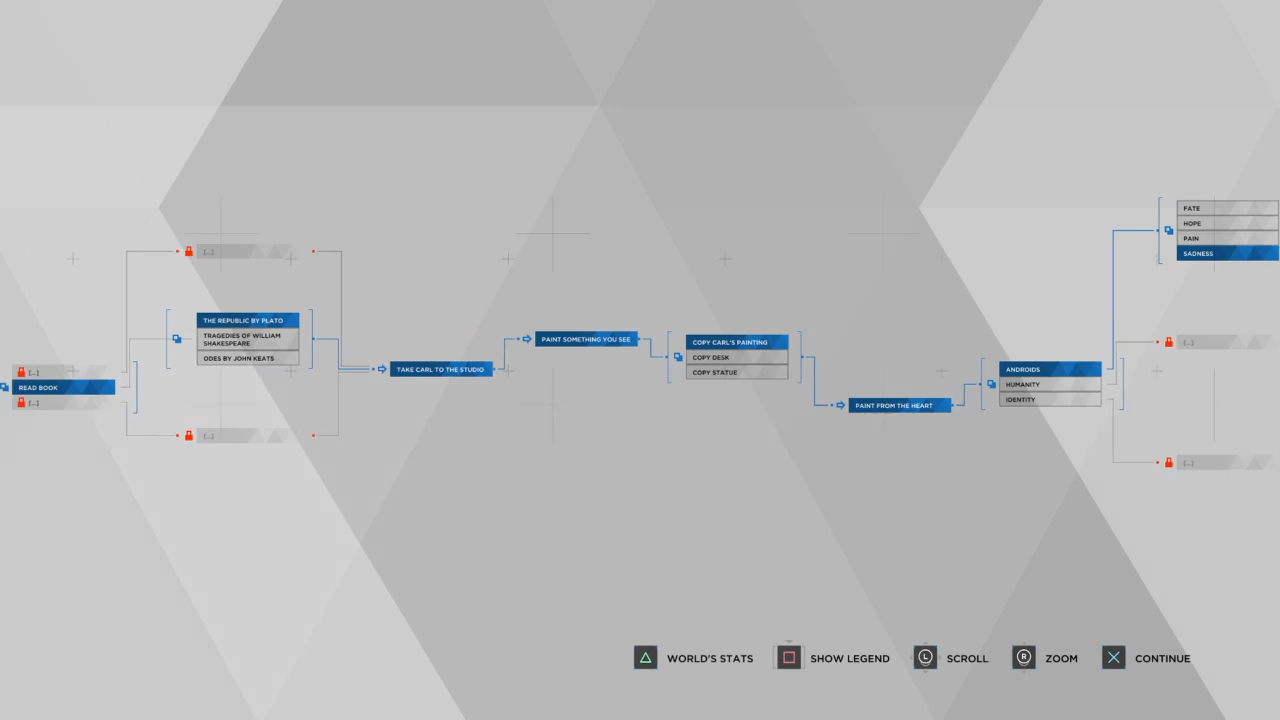 [...]
READ BOOK
[...]
[...]
THE REPUBLIC BY PLATO
TRAGEDIES OF WILLIAM
SHAKESPEARE
ODES BY JOHN KEATS
[...]
TAKE CARL TO THE STUDIO
PAINT SOMETHING YOU SEE
COPY CARL'S PAINTING
COPY DESK
COPY STATUE
PAINT FROM THE HEART
ANDROIDS
HUMANITY
IDENTITY
FATE
HOPE
PAIN
SADNESS
[...]
[...]
WORLD'S STATS
SHOW LEGEND
L
SCROLL
R
ZOOM
CONTINUE